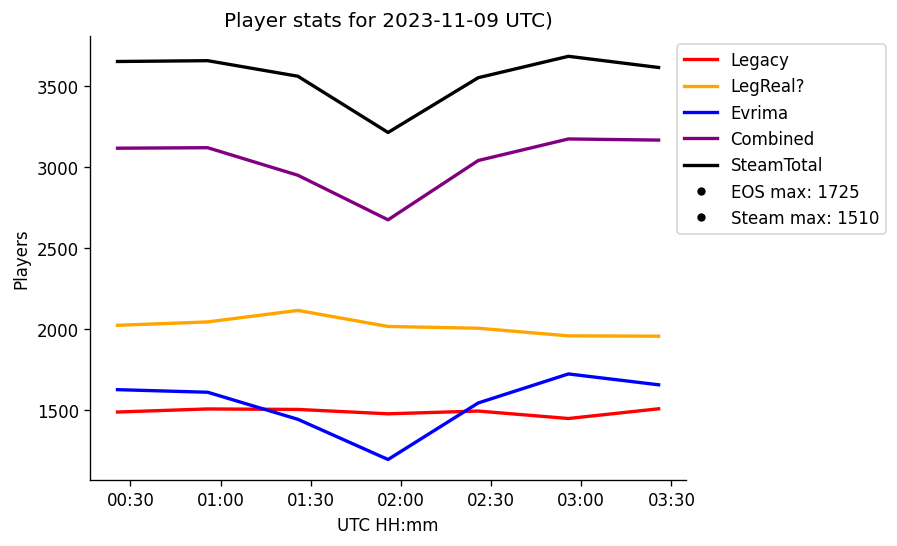 Player stats for 2023-11-09 UTC)
Legacy
LegReal?
Evrima
Combined
SteamTotal
EOS max: 1725
Steam max: 1510
Players
3500
3000
2500
2000
1500
00:30 01:00 01:30 02:00 02:30 03:00 03:30
UTC HH:mm